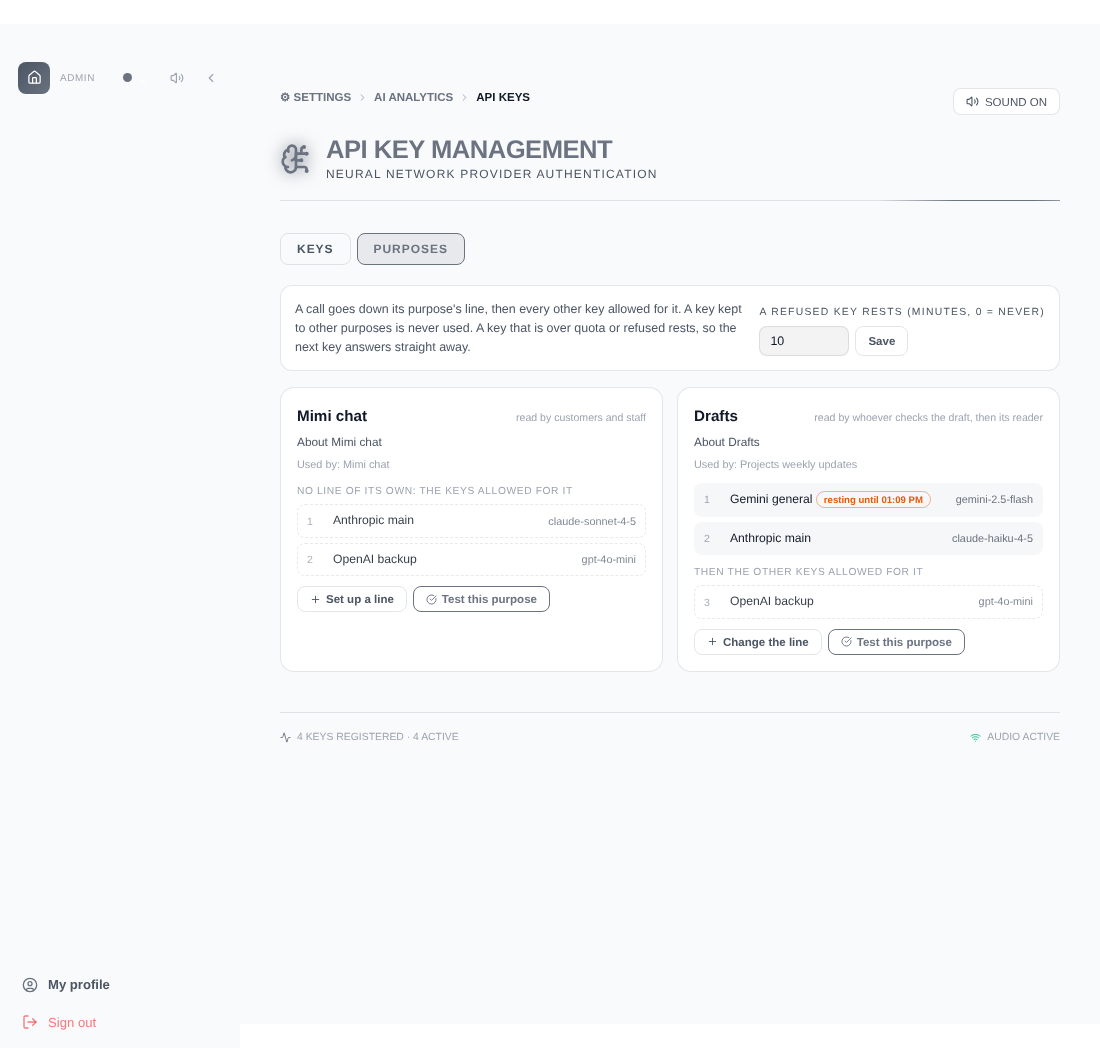 ADMIN
SETTINGS > AI ANALYTICS > API KEYS
SOUND ON
API KEY MANAGEMENT
NEURAL NETWORK PROVIDER AUTHENTICATION
KEYS
PURPOSES
A call goes down its purpose's line, then every other key allowed for it. A key kept
to other purposes is never used. A key that is over quota or refused rests, so the
next key answers straight away.
A REFUSED KEY RESTS (MINUTES, 0 = NEVER)
10
Save
Mimi chat
read by customers and staff
About Mimi chat
Used by: Mimi chat
NO LINE OF ITS OWN: THE KEYS ALLOWED FOR IT
1 Anthropic main claude-sonnet-4-5
2 OpenAI backup gpt-4o-mini
Set up a line
Test this purpose
Drafts
read by whoever checks the draft, then its reader
About Drafts
Used by: Projects weekly updates
1 Gemini general resting until 01:09 PM gemini-2.5-flash
2 Anthropic main claude-haiku-4-5
THEN THE OTHER KEYS ALLOWED FOR IT
3 OpenAI backup gpt-4o-mini
Change the line
Test this purpose
4 KEYS REGISTERED · 4 ACTIVE
AUDIO ACTIVE
My profile
Sign out